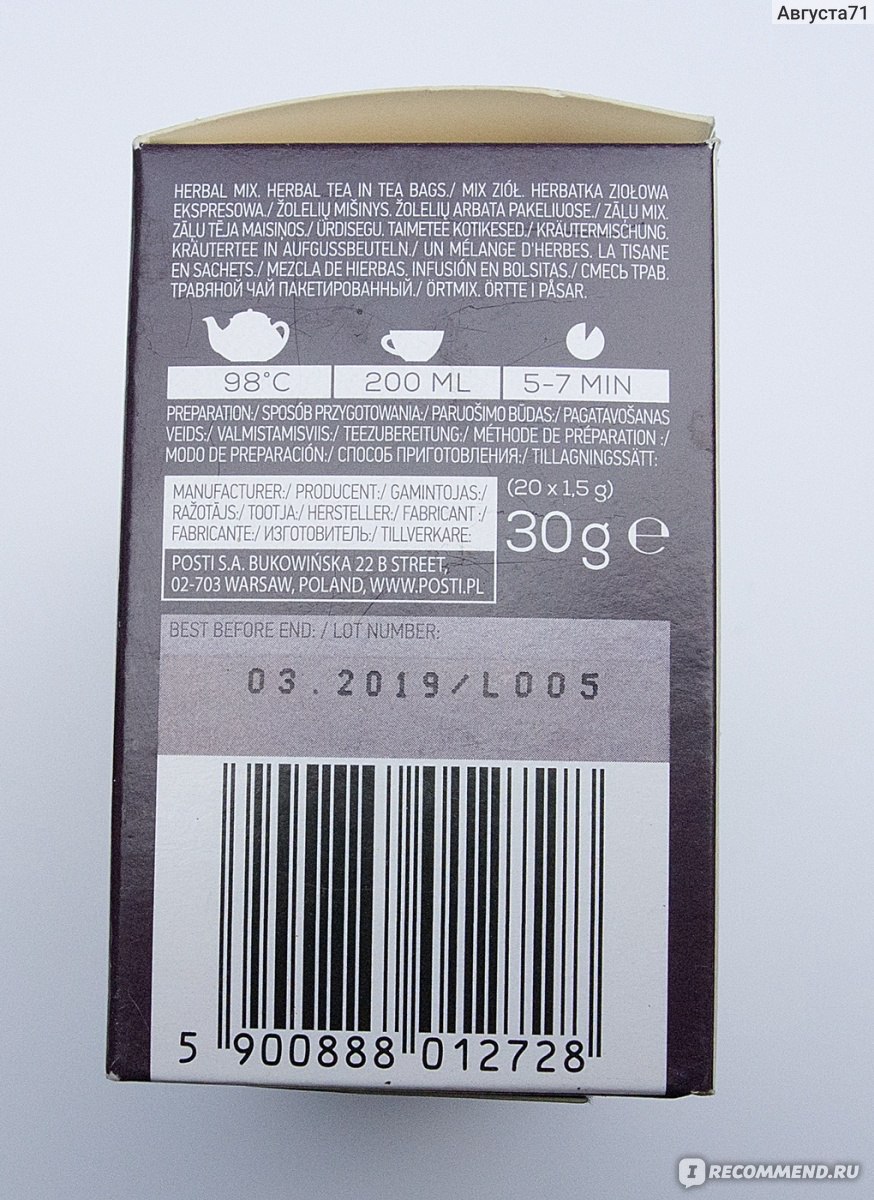 Августа71
HERBAL MIX. HERBAL TEA IN TEA BAGS./ MIX ZIÓŁ. HERBATKA ZIOŁOWA
EKSPRESOWA./ ŽOLELIŲ MIŠINYS. ŽOLELIŲ ARBATA PAKELIUOSE./ ZĀĻU MIX.
ZĀĻU TĒJA MAISIŅOS./ ÜRDISEGU. TAIMETEE KOTIKESED./ KRÄUTERMISCHUNG.
KRÄUTERTEE IN AUFGUSSBEUTELN./ UN MÉLANGE D'HERBES. LA TISANE
EN SACHETS./ MEZCLA DE HIERBAS. INFUSIÓN EN BOLSITAS./ СМЕСЬ ТРАВ.
ТРАВЯНОЙ ЧАЙ ПАКЕТИРОВАННЫЙ./ ÖRTMIX. ÖRTTE I PÅSAR.
98°C 200 ML 5-7 MIN
PREPARATION:/ SPOSÓB PRZYGOTOWANIA:/ PARUOŠIMO BŪDAS:/ PAGATAVOŠANAS
VEIDS:/ VALMISTAMISVIIS:/ TEEZUBEREITUNG:/ MÉTHODE DE PRÉPARATION :/
MODO DE PREPARACIÓN:/ СПОСОБ ПРИГОТОВЛЕНИЯ:/ TILLAGNINGSSÄTT:
MANUFACTURER:/ PRODUCENT:/ GAMINTOJAS:/
RAŽOTĀJS:/ TOOTJA:/ HERSTELLER:/ FABRICANT :/
FABRICANTE:/ ИЗГОТОВИТЕЛЬ:/ TILLVERKARE:
POSTI S.A. BUKOWIŃSKA 22 B STREET,
02-703 WARSAW, POLAND, WWW.POSTI.PL
(20 x 1,5 g)
30 g ℮
BEST BEFORE END: / LOT NUMBER:
03.2019/L005
5 900888 012728
IRECOMMEND.RU